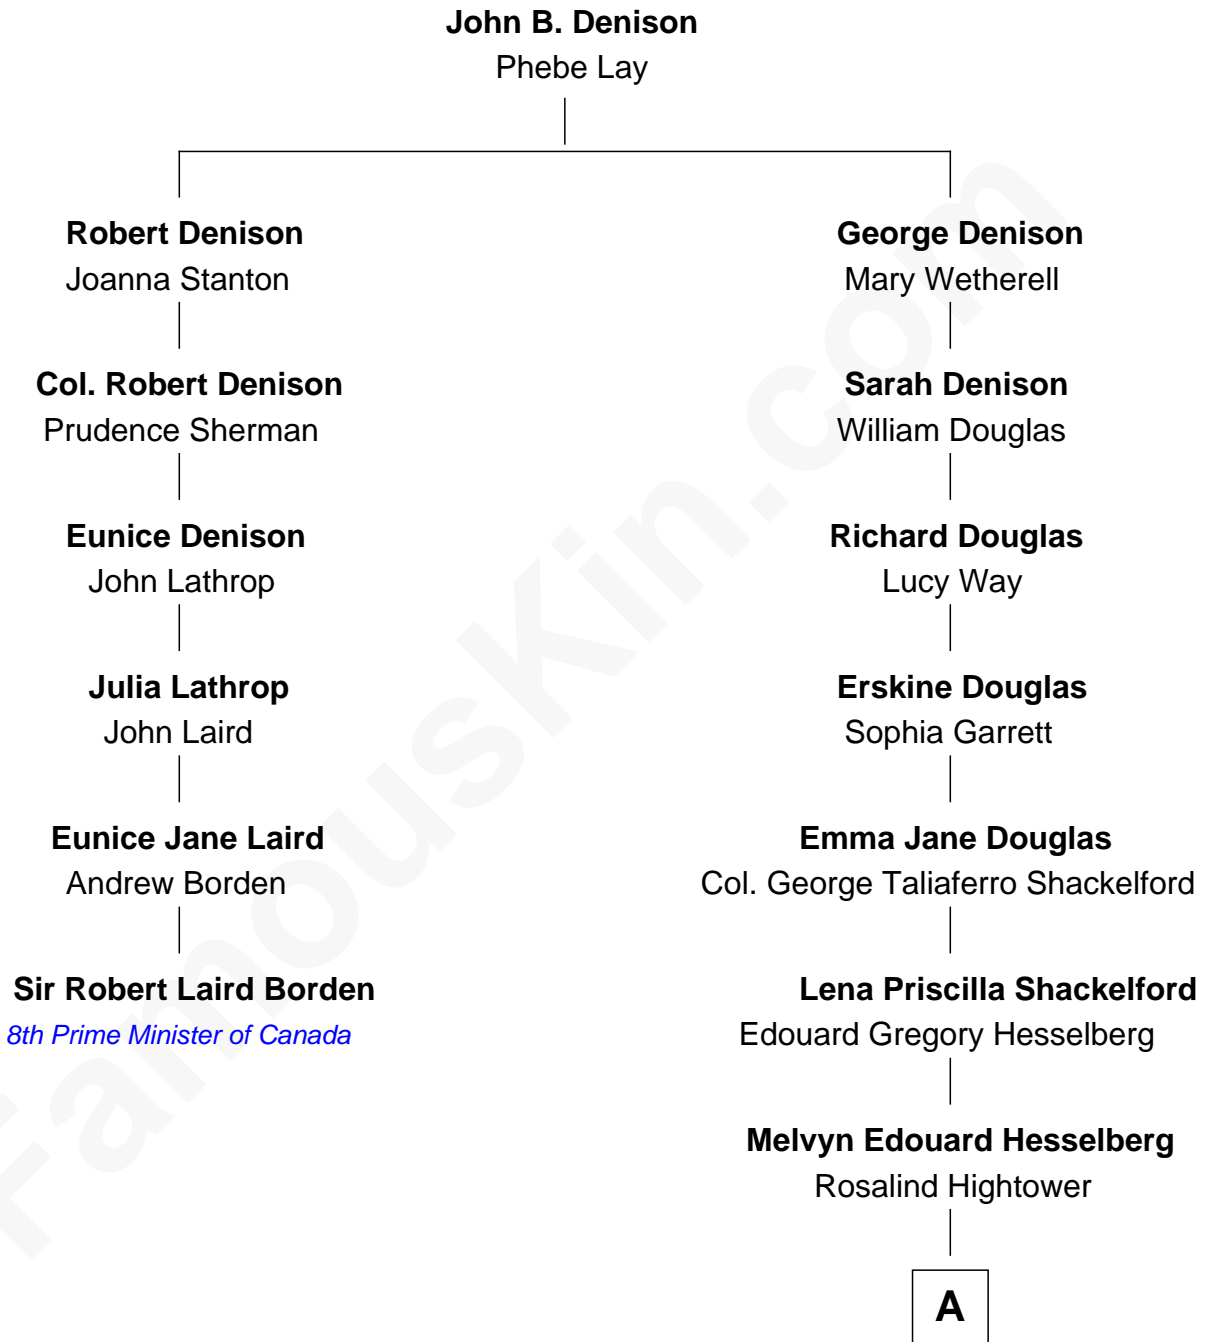 John B. Denison
Phebe Lay
Robert Denison
Joanna Stanton
Col. Robert Denison
Prudence Sherman
Eunice Denison
John Lathrop
Julia Lathrop
John Laird
Eunice Jane Laird
Andrew Borden
Sir Robert Laird Borden
8th Prime Minister of Canada
George Denison
Mary Wetherell
Sarah Denison
William Douglas
Richard Douglas
Lucy Way
Erskine Douglas
Sophia Garrett
Emma Jane Douglas
Col. George Taliaferro Shackelford
Lena Priscilla Shackelford
Edouard Gregory Hesselberg
Melvyn Edouard Hesselberg
Rosalind Hightower
A
FamousKin.com